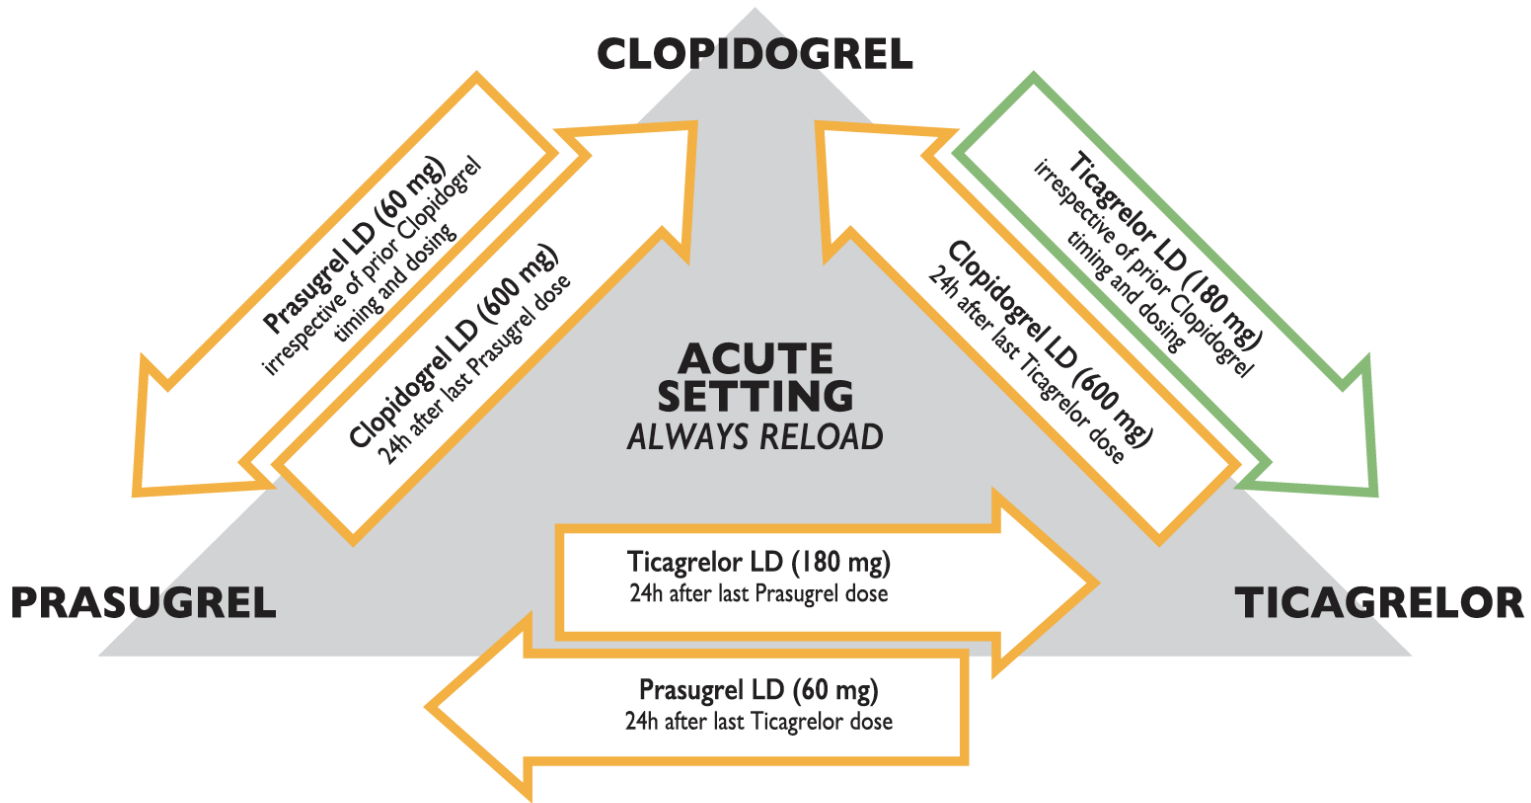 CLOPIDOGREL
Prasugrel LD (60 mg)
irrespective of prior Clopidogrel
timing and dosing
Clopidogrel LD (600 mg)
24h after last Prasugrel dose
Ticagrelor LD (180 mg)
irrespective of prior Clopidogrel
timing and dosing
Clopidogrel LD (600 mg)
24h after last Ticagrelor dose
ACUTE
SETTING
ALWAYS RELOAD
PRASUGREL
Ticagrelor LD (180 mg)
24h after last Prasugrel dose
TICAGRELOR
Prasugrel LD (60 mg)
24h after last Ticagrelor dose